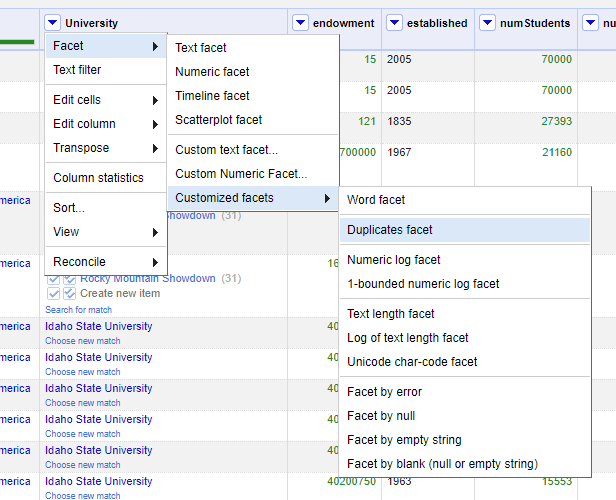 University
endowment
established
numStudents
nu
Facet
Text filter
Edit cells
Edit column
Transpose
Column statistics
Sort...
View
Reconcile
Text facet
Numeric facet
Timeline facet
Scatterplot facet
Custom text facet...
Custom Numeric Facet...
Customized facets
Word facet
Duplicates facet
Numeric log facet
1-bounded numeric log facet
Text length facet
Log of text length facet
Unicode char-code facet
Facet by error
Facet by null
Facet by empty string
Facet by blank (null or empty string)
15 2005 70000
15 2005 70000
121 1835 27393
700000 1967 21160
merica
Showdown (31)
merica
16
Rocky Mountain Showdown (31)
Create new item
Search for match
merica Idaho State University 40
Choose new match
merica Idaho State University 40
Choose new match
merica Idaho State University 40
Choose new match
merica Idaho State University 40
Choose new match
merica Idaho State University 40
Choose new match
merica Idaho State University 40200750 1963 15553
Choose new match